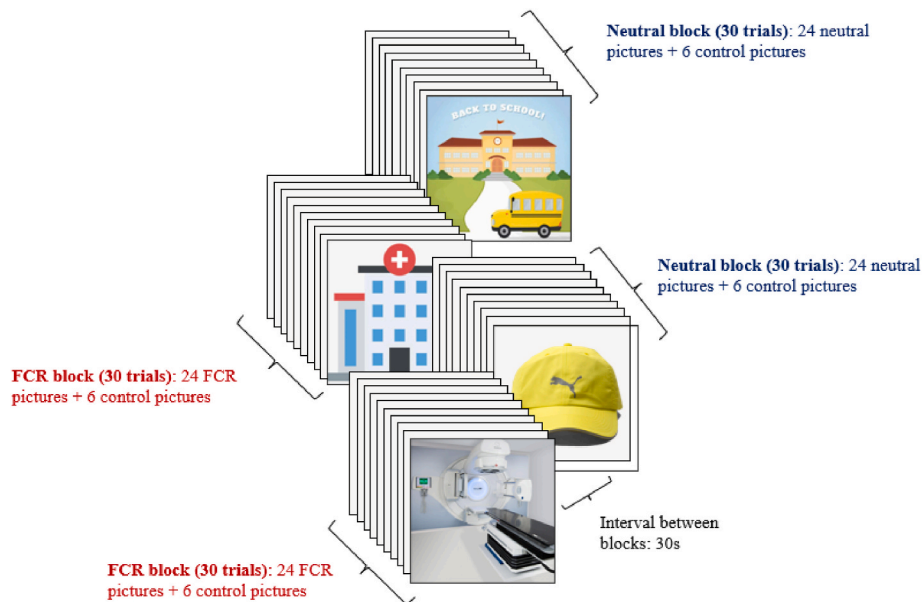 Neutral block (30 trials): 24 neutral
pictures + 6 control pictures
BACK TO SCHOOL!
Neutral block (30 trials): 24 neutral
pictures + 6 control pictures
FCR block (30 trials): 24 FCR
pictures + 6 control pictures
Interval between
blocks: 30s
FCR block (30 trials): 24 FCR
pictures + 6 control pictures